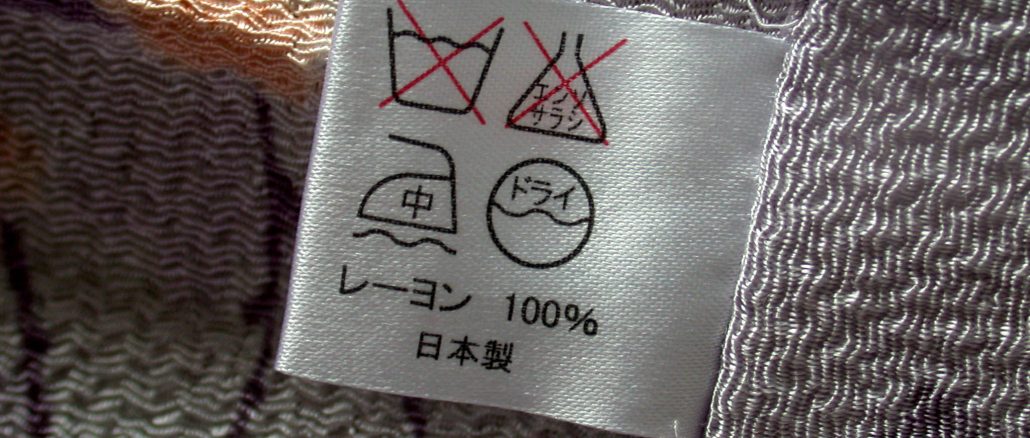 エンソ
サラシ
中
ドライ
レーヨン 100%
日本製